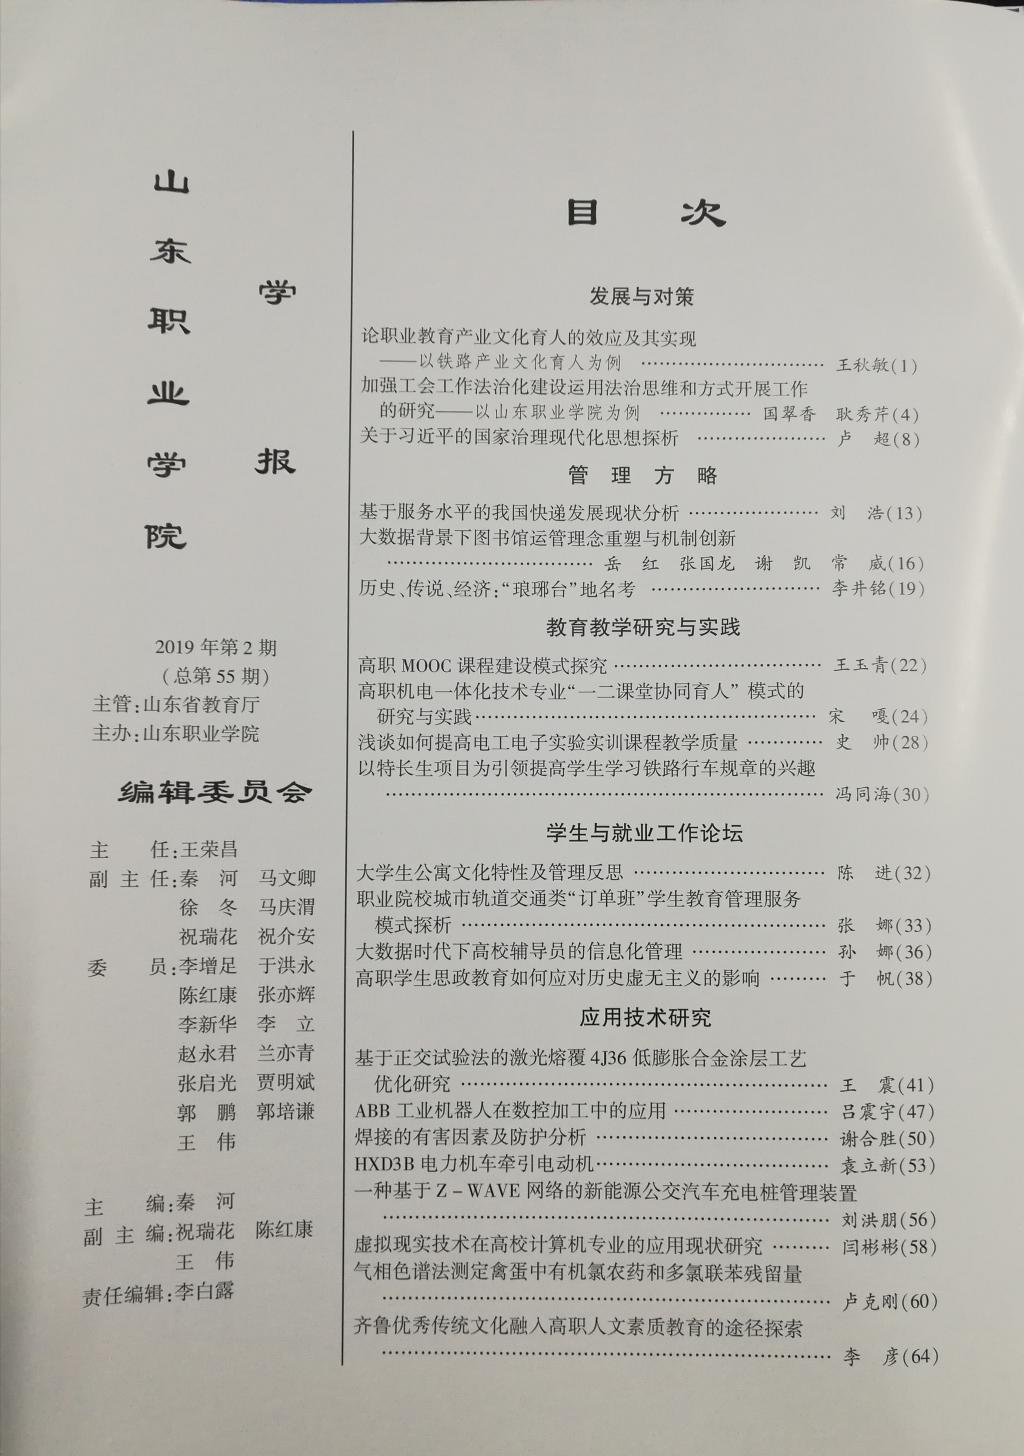 山东职业学院
学报
2019 年第 2 期
(总第 55 期)
主管:山东省教育厅
主办:山东职业学院
编辑委员会
主　　任:王荣昌
副 主 任:秦　河　马文卿
徐　冬　马庆渭
祝瑞花　祝介安
委　　员:李增足　于洪永
陈红康　张亦辉
李新华　李　立
赵永君　兰亦青
张启光　贾明斌
郭　鹏　郭培谦
王　伟
主　　编:秦　河
副 主 编:祝瑞花　陈红康
王　伟
责任编辑:李白露
目　次
发展与对策
论职业教育产业文化育人的效应及其实现
——以铁路产业文化育人为例 ………………………… 王秋敏(1)
加强工会工作法治化建设运用法治思维和方式开展工作
的研究——以山东职业学院为例 …………… 国翠香　耿秀芹(4)
关于习近平的国家治理现代化思想探析 ………………… 卢　超(8)
管 理 方 略
基于服务水平的我国快递发展现状分析 ………………… 刘　浩(13)
大数据背景下图书馆运管理念重塑与机制创新
…………………………… 岳　红　张国龙　谢　凯　常　威(16)
历史、传说、经济:“琅琊台”地名考 ……………………… 李井铭(19)
教育教学研究与实践
高职 MOOC 课程建设模式探究 …………………………… 王玉青(22)
高职机电一体化技术专业“一二课堂协同育人” 模式的
研究与实践 ……………………………………………… 宋　嘎(24)
浅谈如何提高电工电子实验实训课程教学质量 ………… 史　帅(28)
以特长生项目为引领提高学生学习铁路行车规章的兴趣
…………………………………………………………… 冯同海(30)
学生与就业工作论坛
大学生公寓文化特性及管理反思 ………………………… 陈　进(32)
职业院校城市轨道交通类“订单班”学生教育管理服务
模式探析 ………………………………………………… 张　娜(33)
大数据时代下高校辅导员的信息化管理 ………………… 孙　娜(36)
高职学生思政教育如何应对历史虚无主义的影响 ……… 于　帆(38)
应用技术研究
基于正交试验法的激光熔覆 4J36 低膨胀合金涂层工艺
优化研究 ………………………………………………… 王　震(41)
ABB 工业机器人在数控加工中的应用 …………………… 吕震宇(47)
焊接的有害因素及防护分析 ……………………………… 谢合胜(50)
HXD3B 电力机车牵引电动机 ……………………………… 袁立新(53)
一种基于 Z－WAVE 网络的新能源公交汽车充电桩管理装置
…………………………………………………………… 刘洪朋(56)
虚拟现实技术在高校计算机专业的应用现状研究 ……… 闫彬彬(58)
气相色谱法测定禽蛋中有机氯农药和多氯联苯残留量
…………………………………………………………… 卢克刚(60)
齐鲁优秀传统文化融入高职人文素质教育的途径探索
…………………………………………………………… 李　彦(64)